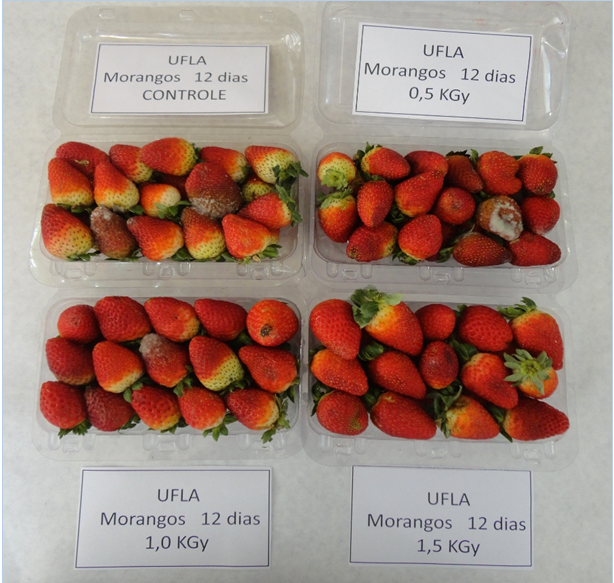 UFLA
Morangos 12 dias
CONTROLE
UFLA
Morangos 12 dias
0,5 KGy
UFLA
Morangos 12 dias
1,0 KGy
UFLA
Morangos 12 dias
1,5 KGy